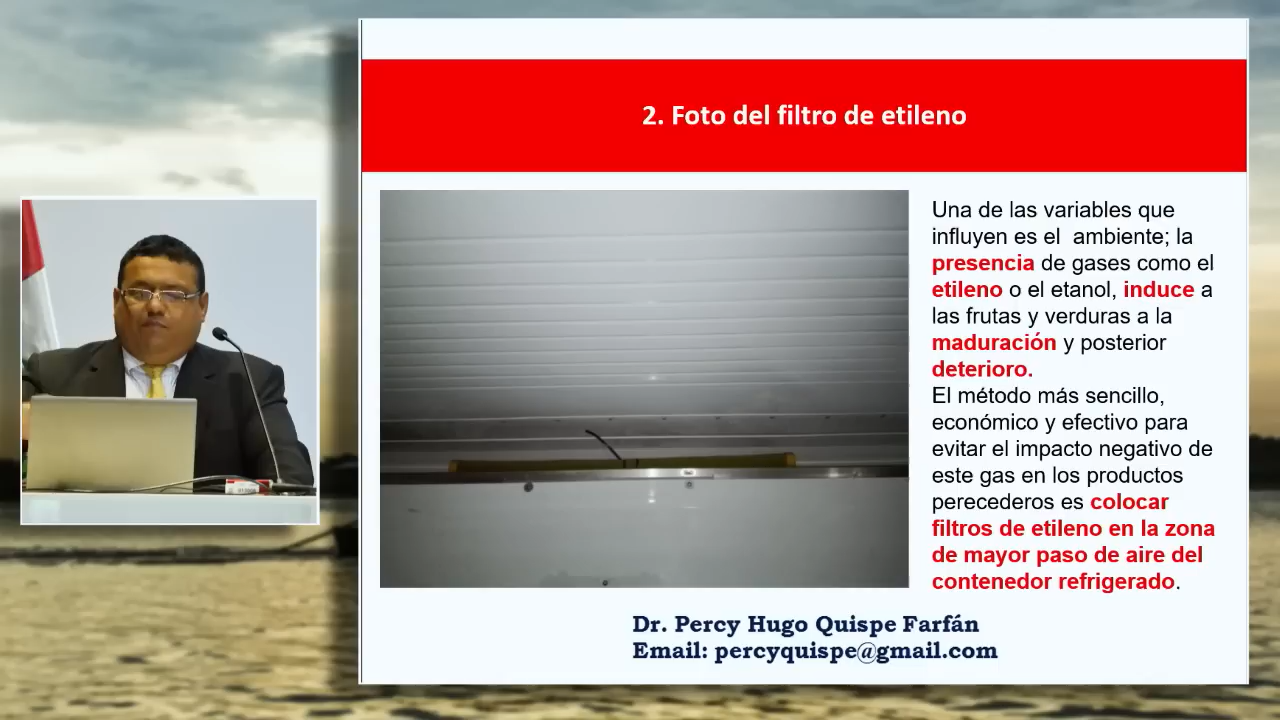 2. Foto del filtro de etileno
Una de las variables que
influyen es el  ambiente; la
presencia de gases como el
etileno o el etanol, induce a
las frutas y verduras a la
maduración y posterior
deterioro.
El método más sencillo,
económico y efectivo para
evitar el impacto negativo de
este gas en los productos
perecederos es colocar
filtros de etileno en la zona
de mayor paso de aire del
contenedor refrigerado.
Dr. Percy Hugo Quispe Farfán
Email: percyquispe@gmail.com